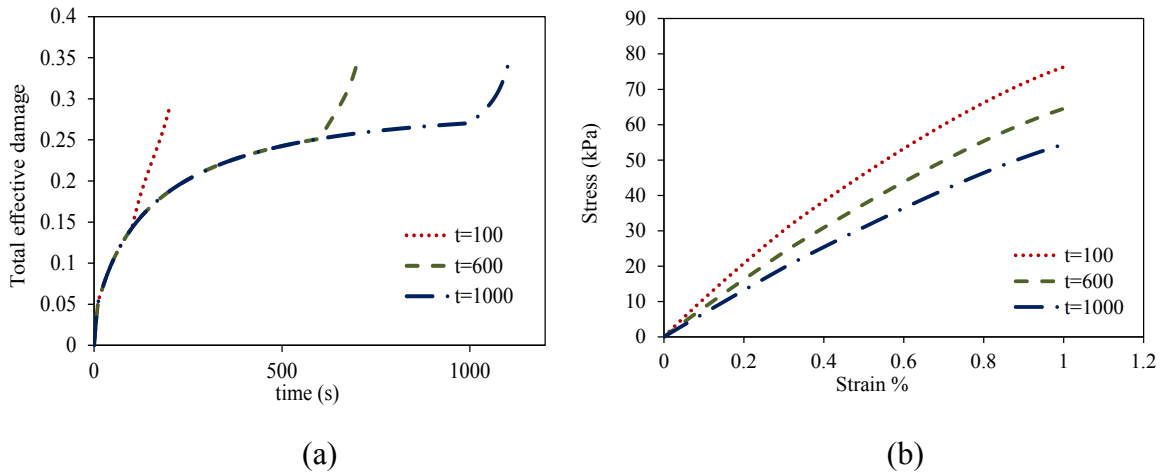 0.4
0.35
0.3
0.25
0.2
0.15
0.1
0.05
0
Total effective damage
t=100
t=600
t=1000
0 500 1000
time (s)
(a)
90
80
70
60
50
40
30
20
10
0
Stress (kPa)
t=100
t=600
t=1000
0 0.2 0.4 0.6 0.8 1 1.2
Strain %
(b)